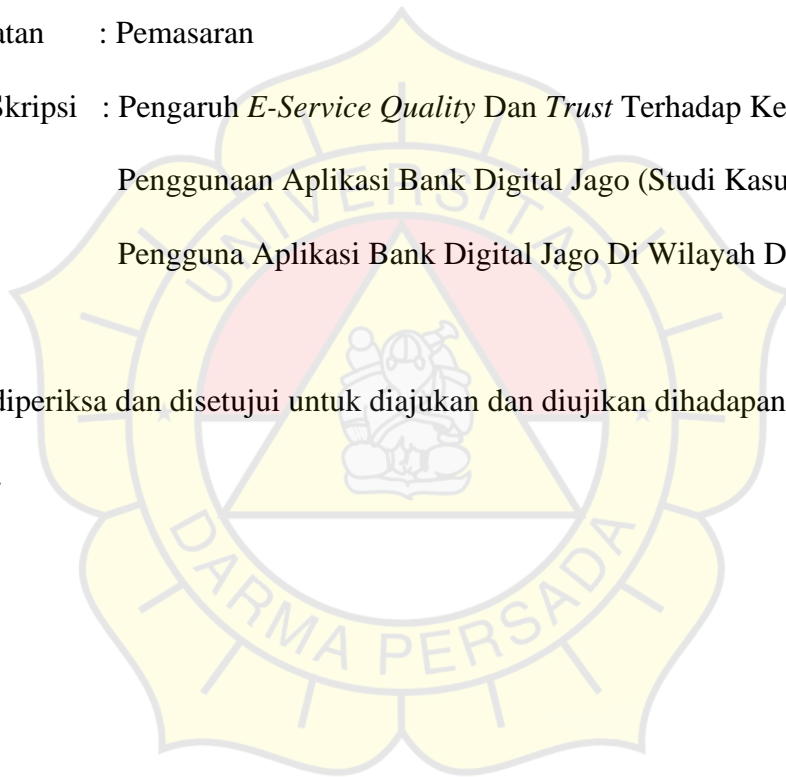 atan : Pemasaran
Skripsi : Pengaruh E-Service Quality Dan Trust Terhadap Ke
Penggunaan Aplikasi Bank Digital Jago (Studi Kasu
Pengguna Aplikasi Bank Digital Jago Di Wilayah D
diperiksa dan disetujui untuk diajukan dan diujikan dihadapan
UNIVERSITAS
DARMA PERSADA